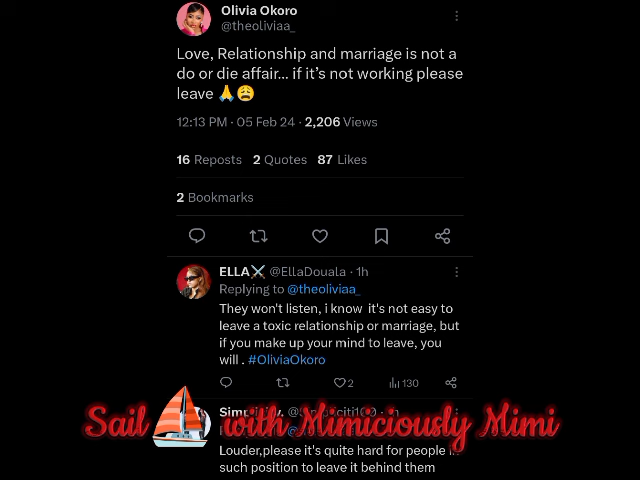 Olivia Okoro
@theoliviaa_
Love, Relationship and marriage is not a
do or die affair... if it's not working please
leave 🙏😩
12:13 PM · 05 Feb 24 · 2,206 Views
16 Reposts 2 Quotes 87 Likes
2 Bookmarks
ELLA⚔️ @EllaDouala · 1h
Replying to @theoliviaa_
They won't listen, i know it's not easy to
leave a toxic relationship or marriage, but
if you make up your mind to leave, you
will . #OliviaOkoro
2 130
Sail ⛵ with Mimiciously Mimi
Louder,please it's quite hard for people
such position to leave it behind them